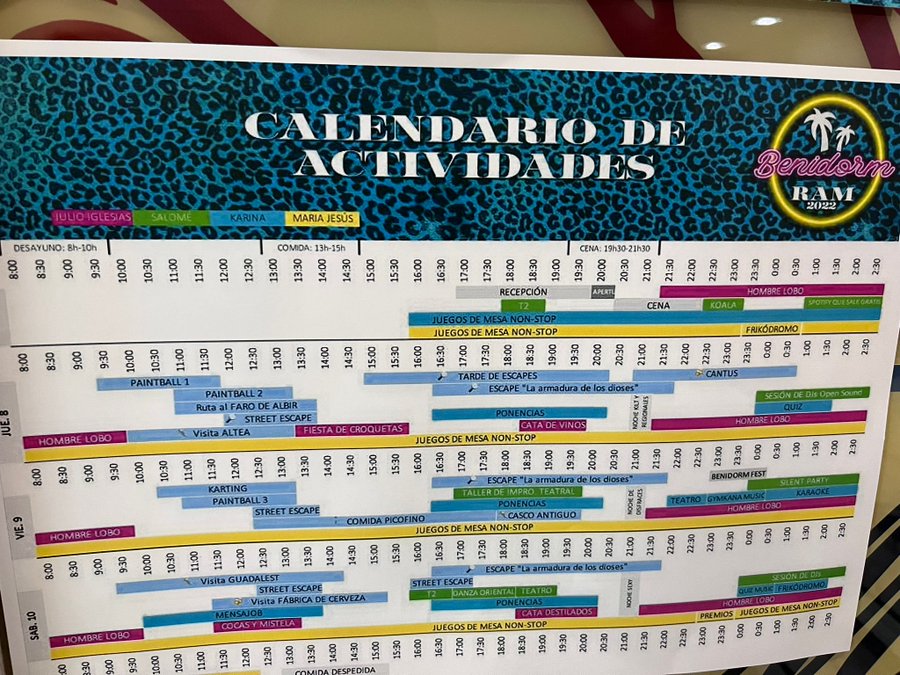 CALENDARIO DE
ACTIVIDADES
Benidorm
RAM
2022
JULIO IGLESIAS SALOMÉ KARINA MARIA JESÚS
DESAYUNO: 8h-10h COMIDA: 13h-15h CENA: 19h30-21h30
8:00 8:30 9:00 9:30 10:00 10:30 11:00 11:30 12:00 12:30 13:00 13:30 14:00 14:30 15:00 15:30 16:00 16:30 17:00 17:30 18:00 18:30 19:00 19:30 20:00 20:30 21:00 21:30 22:00 22:30 23:00 23:30 0:00 0:30 1:00 1:30 2:00 2:30
RECEPCIÓN APERTU HOMBRE LOBO
T2 CENA KOALA SPOTIFY QUE SALE GRATIS
JUEGOS DE MESA NON-STOP
JUEGOS DE MESA NON-STOP FRIKÓDROMO
8:00 8:30 9:00 9:30 10:00 10:30 11:00 11:30 12:00 12:30 13:00 13:30 14:00 14:30 15:00 15:30 16:00 16:30 17:00 17:30 18:00 18:30 19:00 19:30 20:00 20:30 21:00 21:30 22:00 22:30 23:00 23:30 0:00 0:30 1:00 1:30 2:00 2:30
JUE. 8
PAINTBALL 1 TARDE DE ESCAPES CANTUS
PAINTBALL 2 ESCAPE "La armadura de los dioses"
Ruta al FARO DE ALBIR PONENCIAS NOCHE KILT Y REGIONALES SESIÓN DE DJs Open Sound
STREET ESCAPE QUIZ
HOMBRE LOBO Visita ALTEA FIESTA DE CROQUETAS CATA DE VINOS HOMBRE LOBO
JUEGOS DE MESA NON-STOP
8:00 8:30 9:00 9:30 10:00 10:30 11:00 11:30 12:00 12:30 13:00 13:30 14:00 14:30 15:00 15:30 16:00 16:30 17:00 17:30 18:00 18:30 19:00 19:30 20:00 20:30 21:00 21:30 22:00 22:30 23:00 23:30 0:00 0:30 1:00 1:30 2:00 2:30
VIE. 9
ESCAPE "La armadura de los dioses" BENIDORM FEST
KARTING TALLER DE IMPRO TEATRAL NOCHE DE DISFRACES SILENT PARTY
PAINTBALL 3 PONENCIAS TEATRO GYMKANA MUSIC KARAOKE
STREET ESCAPE CASCO ANTIGUO HOMBRE LOBO
HOMBRE LOBO COMIDA PICOFINO
JUEGOS DE MESA NON-STOP
8:00 8:30 9:00 9:30 10:00 10:30 11:00 11:30 12:00 12:30 13:00 13:30 14:00 14:30 15:00 15:30 16:00 16:30 17:00 17:30 18:00 18:30 19:00 19:30 20:00 20:30 21:00 21:30 22:00 22:30 23:00 23:30 0:00 0:30 1:00 1:30 2:00 2:30
SAB. 10
Visita GUADALEST ESCAPE "La armadura de los dioses"
STREET ESCAPE STREET ESCAPE NOCHE SEXY SESIÓN DE DJs
Visita FÁBRICA DE CERVEZA T2 DANZA ORIENTAL TEATRO QUIZ MUSIC FRIKÓDROMO
MENSAJOB CATA DESTILADOS HOMBRE LOBO
HOMBRE LOBO COCAS Y MISTELA PREMIOS JUEGOS DE MESA NON-STOP
JUEGOS DE MESA NON-STOP
8:30 9:00 9:30 10:00 10:30 11:00 11:30 12:00 12:30 13:00 13:30 14:00 14:30 15:00 15:30 16:00 16:30 17:00 17:30 18:00 18:30 19:00 19:30 20:00 20:30 21:00 21:30 22:00 22:30 23:00 23:30 0:00 0:30 1:00 1:30 2:00 2:30
COMIDA DESPEDIDA